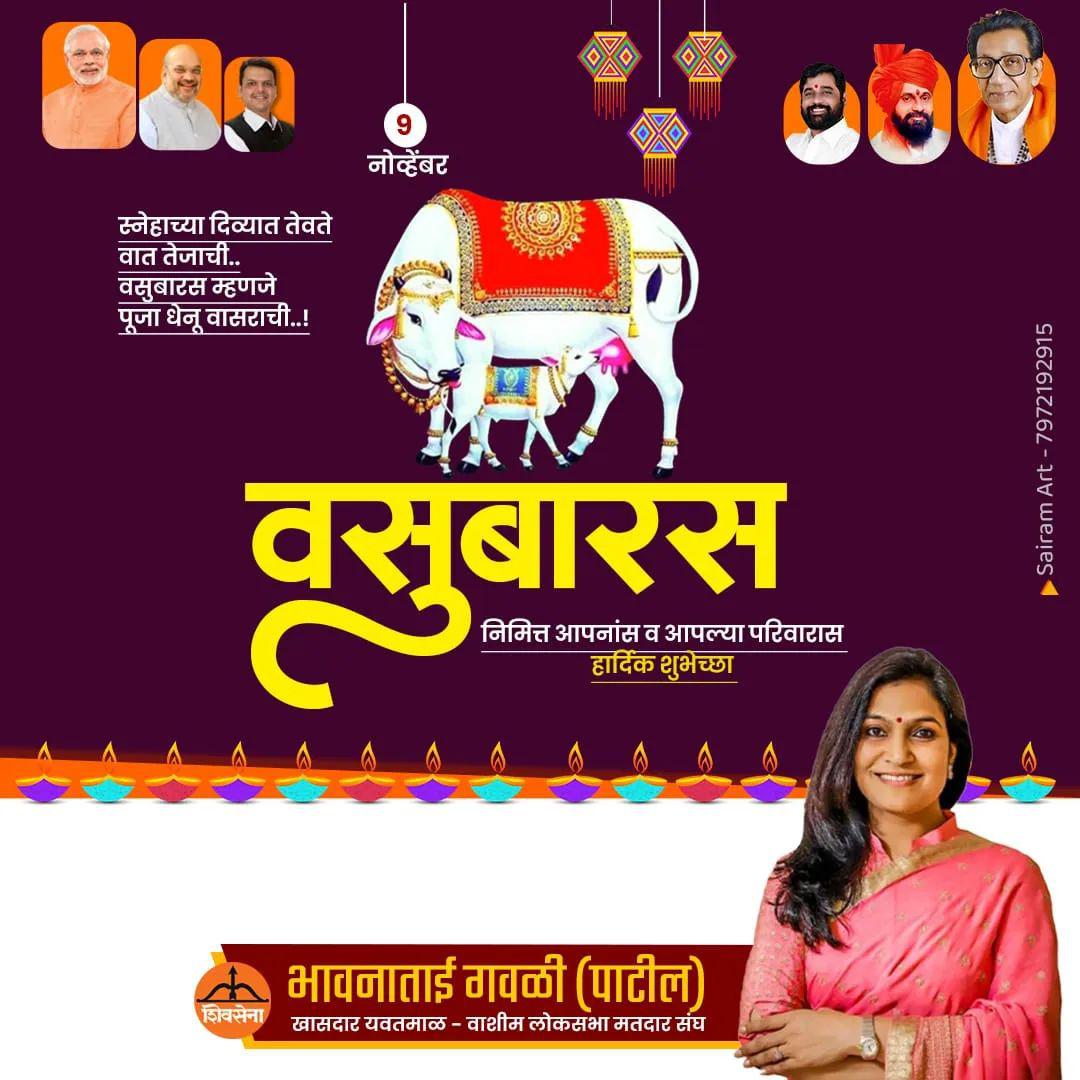 9
नोव्हेंबर
स्नेहाच्या दिव्यात तेवते
वात तेजाची..
वसुबारस म्हणजे
पूजा धेनू वासराची..!
वसुबारस
निमित्त आपनांस व आपल्या परिवारास
हार्दिक शुभेच्छा
Sairam Art - 7972192915
भावनाताई गवळी (पाटील)
खासदार यवतमाळ - वाशीम लोकसभा मतदार संघ
शिवसेना